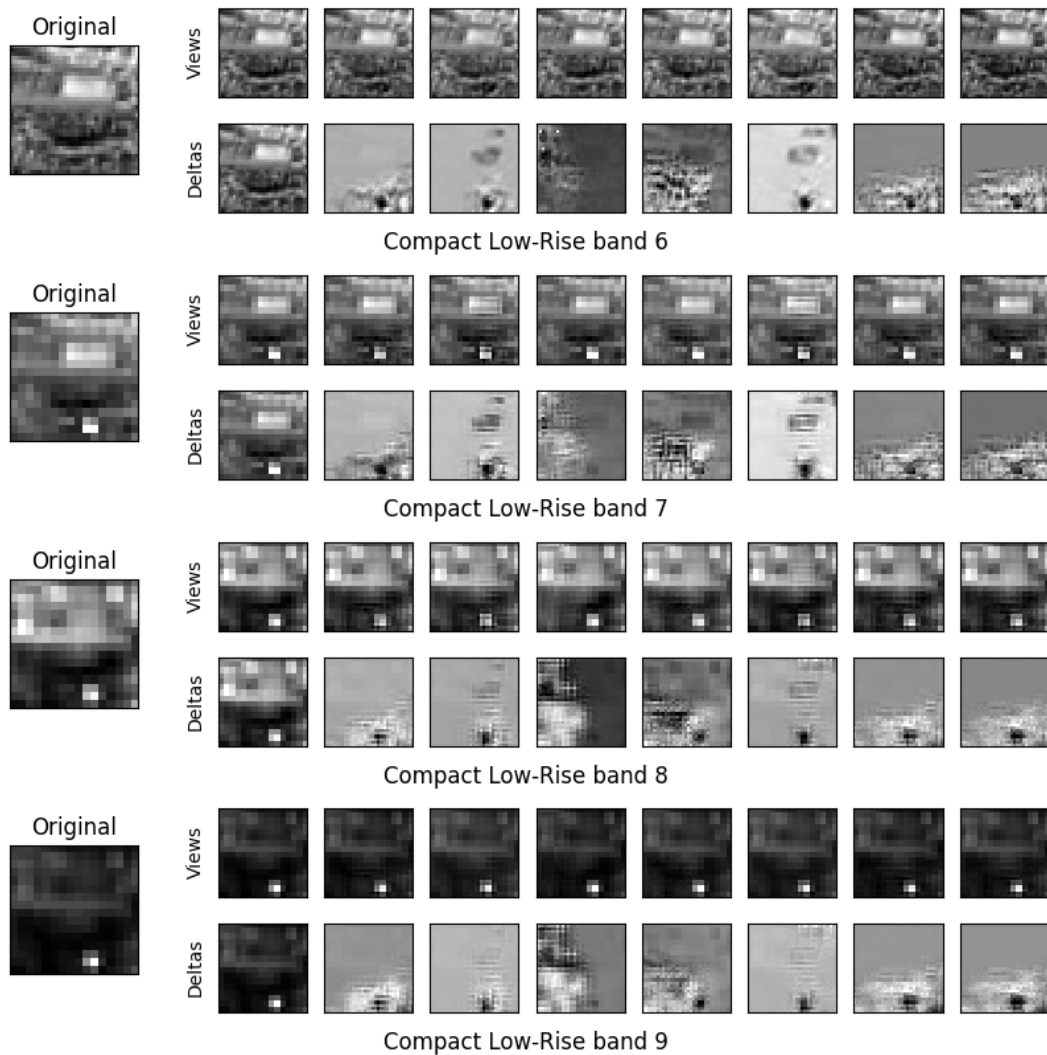 Original
Views
Deltas
Compact Low-Rise band 6
Original
Views
Deltas
Compact Low-Rise band 7
Original
Views
Deltas
Compact Low-Rise band 8
Original
Views
Deltas
Compact Low-Rise band 9